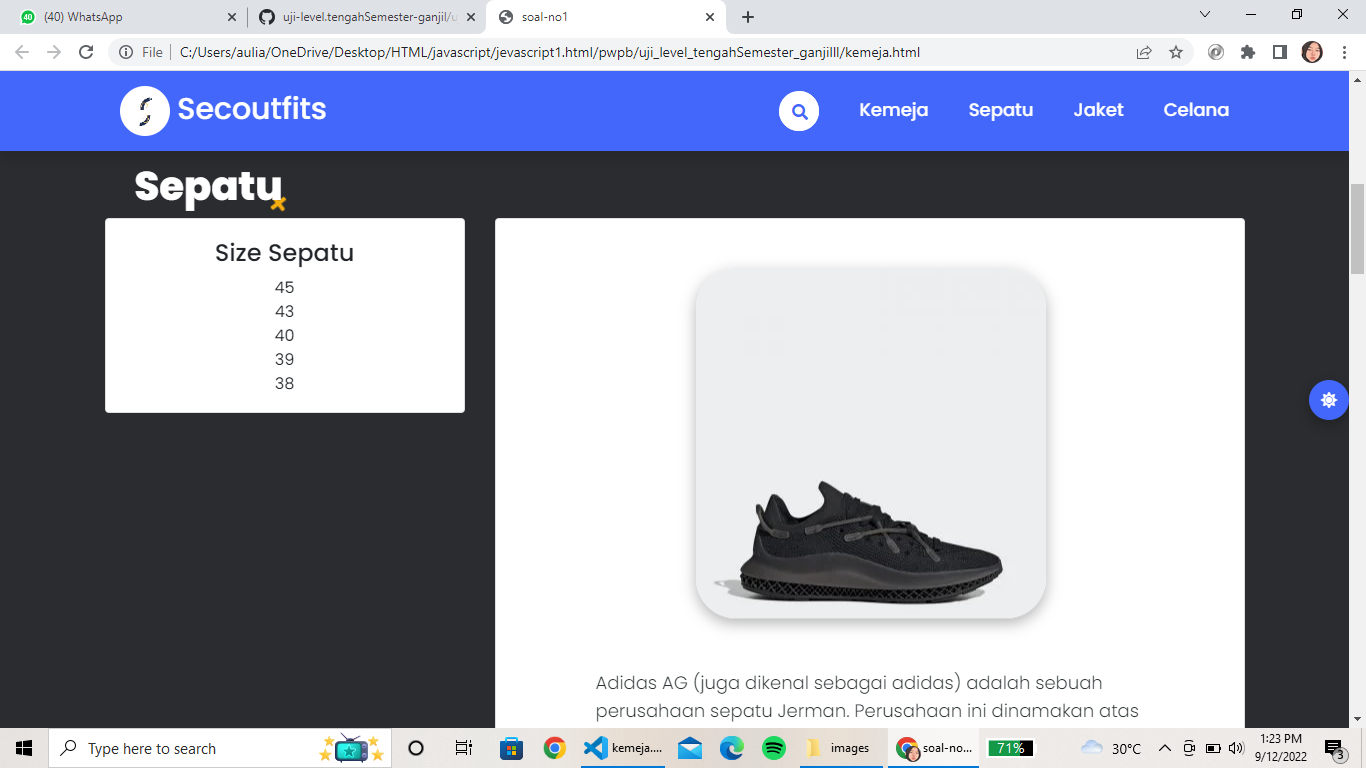 40
(40) WhatsApp
uji-level.tengahSemester-ganjil/u
soal-no1
File
C:/Users/aulia/OneDrive/Desktop/HTML/javascript/jevascript1.html/pwpb/uji_level_tengahSemester_ganjilll/kemeja.html
Secoutfits
Kemeja
Sepatu
Jaket
Celana
Sepatu
Size Sepatu
45
43
40
39
38
Adidas AG (juga dikenal sebagai adidas) adalah sebuah
perusahaan sepatu Jerman. Perusahaan ini dinamakan atas
Type here to search
kemeja....
images
soal-no...
71%
30°C
1:23 PM
9/12/2022
3